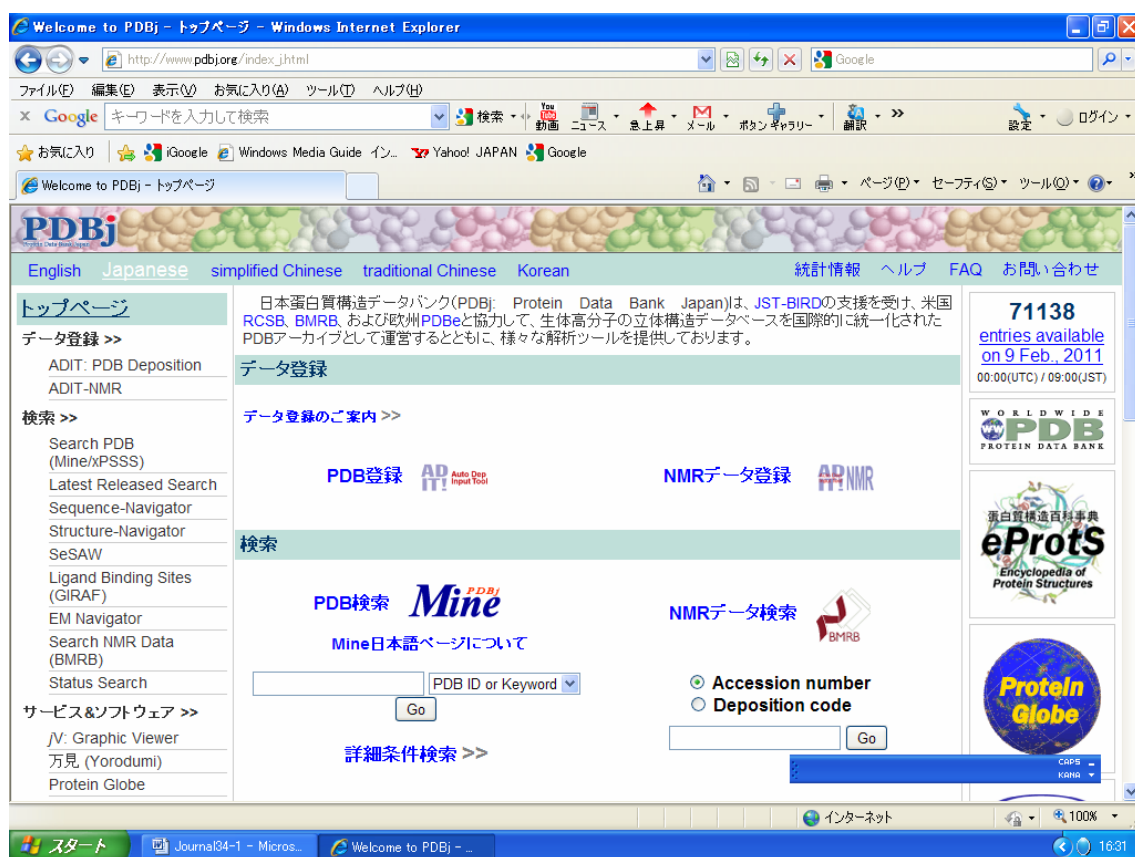 Welcome to PDBj - トップページ - Windows Internet Explorer
http://www.pdbj.org/index_j.html
Google
ファイル(F) 編集(E) 表示(V) お気に入り(A) ツール(T) ヘルプ(H)
x Google キーワードを入力して検索 検索 You 動画 ニュース 急上昇 メール ボタン ギャラリー 翻訳 » 設定 ログイン
お気に入り iGoogle Windows Media Guide イン... Yahoo! JAPAN Google
Welcome to PDBj - トップページ
ページ(P) セーフティ(S) ツール(O) »
PDBj
English Japanese simplified Chinese traditional Chinese Korean 統計情報 ヘルプ FAQ お問い合わせ
トップページ
データ登録 >>
ADIT: PDB Deposition
ADIT-NMR
検索 >>
Search PDB
(Mine/xPSSS)
Latest Released Search
Sequence-Navigator
Structure-Navigator
SeSAW
Ligand Binding Sites
(GIRAF)
EM Navigator
Search NMR Data
(BMRB)
Status Search
サービス&ソフトウェア >>
jV: Graphic Viewer
万見 (Yorodumi)
Protein Globe
日本蛋白質構造データバンク(PDBj: Protein Data Bank Japan)は、JST-BIRDの支援を受け、米国
RCSB、BMRB、および欧州PDBeと協力して、生体高分子の立体構造データベースを国際的に統一化された
PDBアーカイブとして運営するとともに、様々な解析ツールを提供しております。
データ登録
データ登録のご案内 >>
PDB登録 ADIT! Auto Dep Input Tool
NMRデータ登録 NMR
検索
PDB検索 PDBj Mine
Mine日本語ページについて
PDB ID or Keyword
Go
詳細条件検索 >>
NMRデータ検索 BMRB
Accession number
Deposition code
Go
71138
entries available
on 9 Feb., 2011
00:00(UTC) / 09:00(JST)
WORLDWIDE
PDB
PROTEIN DATA BANK
蛋白質構造百科事典
eProtS
Encyclopedia of
Protein Structures
Protein
Globe
CAPS
KANA
インターネット 100%
スタート Journal34-1 - Micros... Welcome to PDBj - ... 16:31